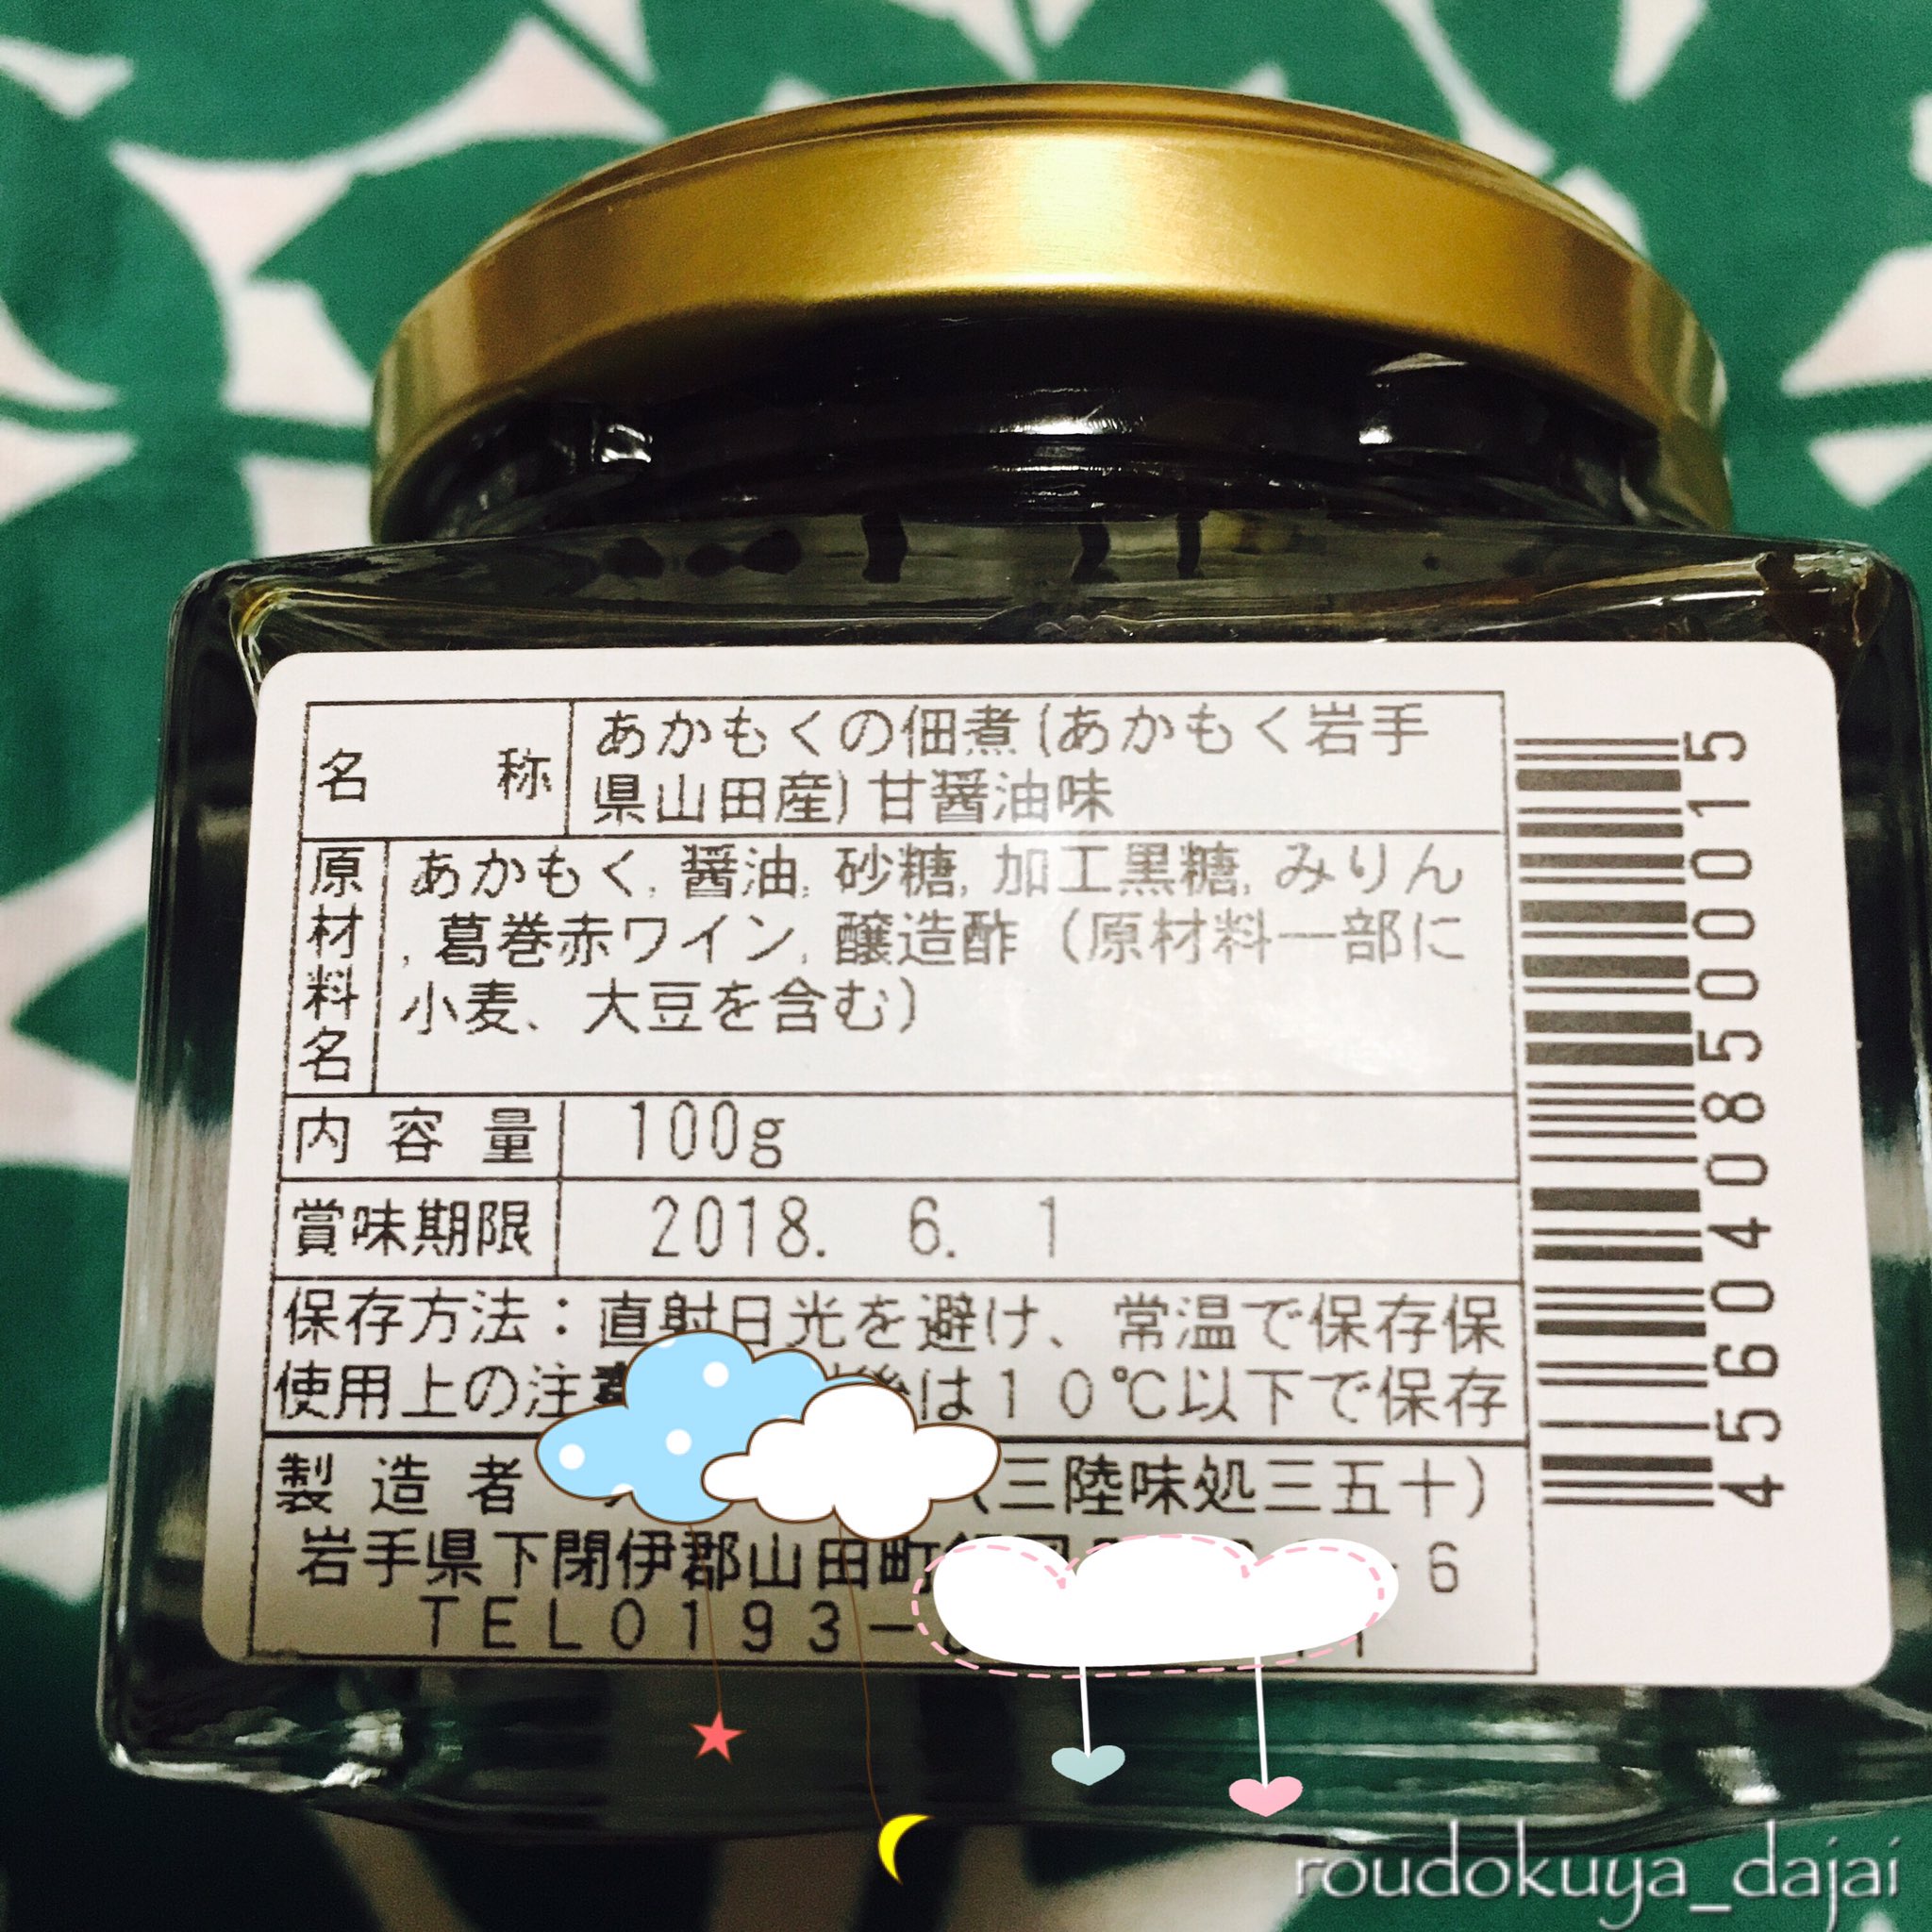 名 称
あかもくの佃煮(あかもく岩手
県山田産)甘醤油味
原材料名
あかもく,醤油,砂糖,加工黒糖,みりん
,葛巻赤ワイン,醸造酢（原材料一部に
小麦、大豆を含む）
内容量 100g
賞味期限 2018. 6. 1
保存方法：直射日光を避け、常温で保存保
使用上の注意 後は１０℃以下で保存
製造者 （三陸味処三五十）
岩手県下閉伊郡山田町 6
ＴＥＬ０１９３－
4560408500015
roudokuya_dajai